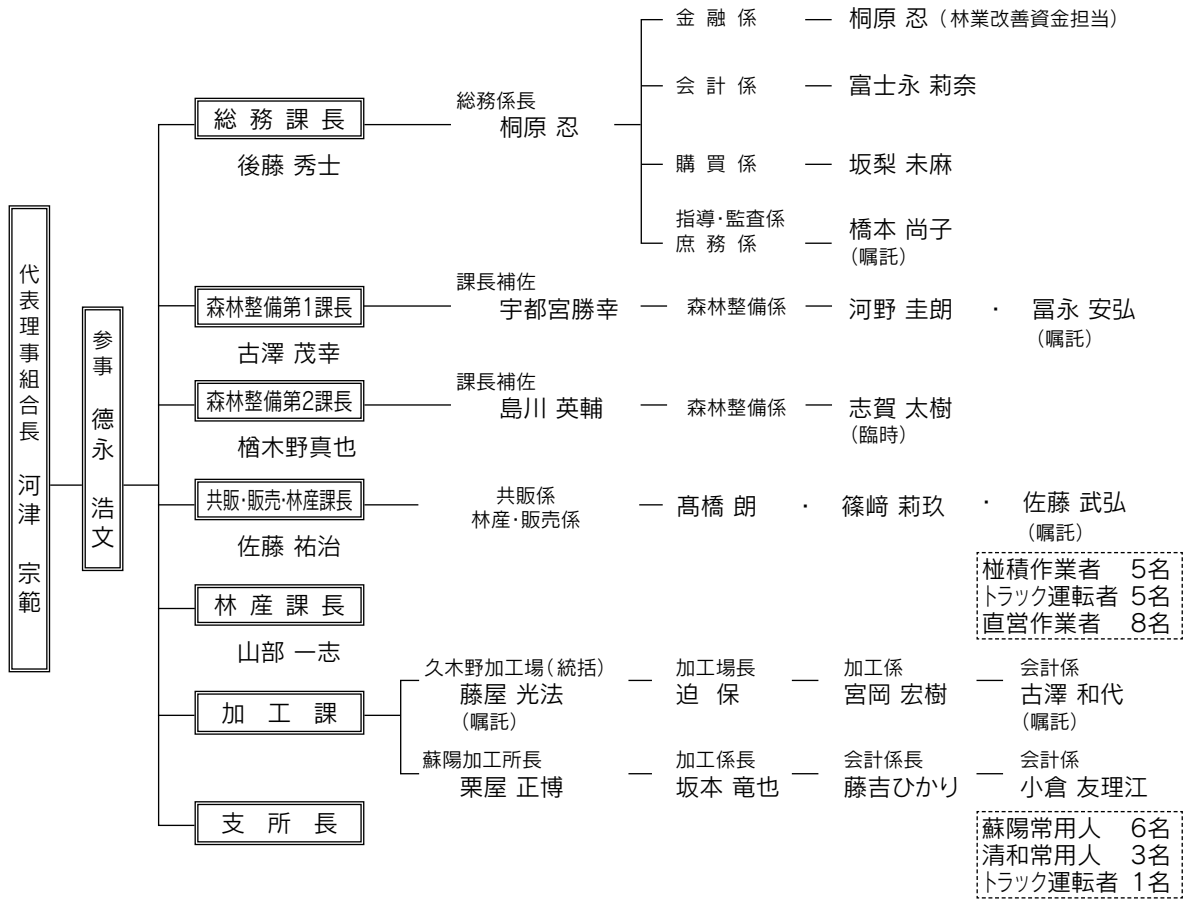 代表理事組合長 河津 宗範
参事 德永 浩文
総務課長
後藤 秀士
総務係長
桐原 忍
金融係
桐原 忍（林業改善資金担当）
会計係
富士永 莉奈
購買係
坂梨 未麻
指導・監査係
庶務係
橋本 尚子
（嘱託）
森林整備第1課長
古澤 茂幸
課長補佐
宇都宮勝幸
森林整備係
河野 圭朗 ・ 冨永 安弘
（嘱託）
森林整備第2課長
楢木野真也
課長補佐
島川 英輔
森林整備係
志賀 太樹
（臨時）
共販・販売・林産課長
佐藤 祐治
共販係
林産・販売係
髙橋 朗 ・ 篠﨑 莉玖 ・ 佐藤 武弘
（嘱託）
椪積作業者 5名
トラック運転者 5名
直営作業者 8名
林産課長
山部 一志
加工課
久木野加工場（統括）
藤屋 光法
（嘱託）
加工場長
迫 保
加工係
宮岡 宏樹
会計係
古澤 和代
（嘱託）
蘇陽加工所長
栗屋 正博
加工係長
坂本 竜也
会計係長
藤吉ひかり
会計係
小倉 友理江
支所長
蘇陽常用人 6名
清和常用人 3名
トラック運転者 1名